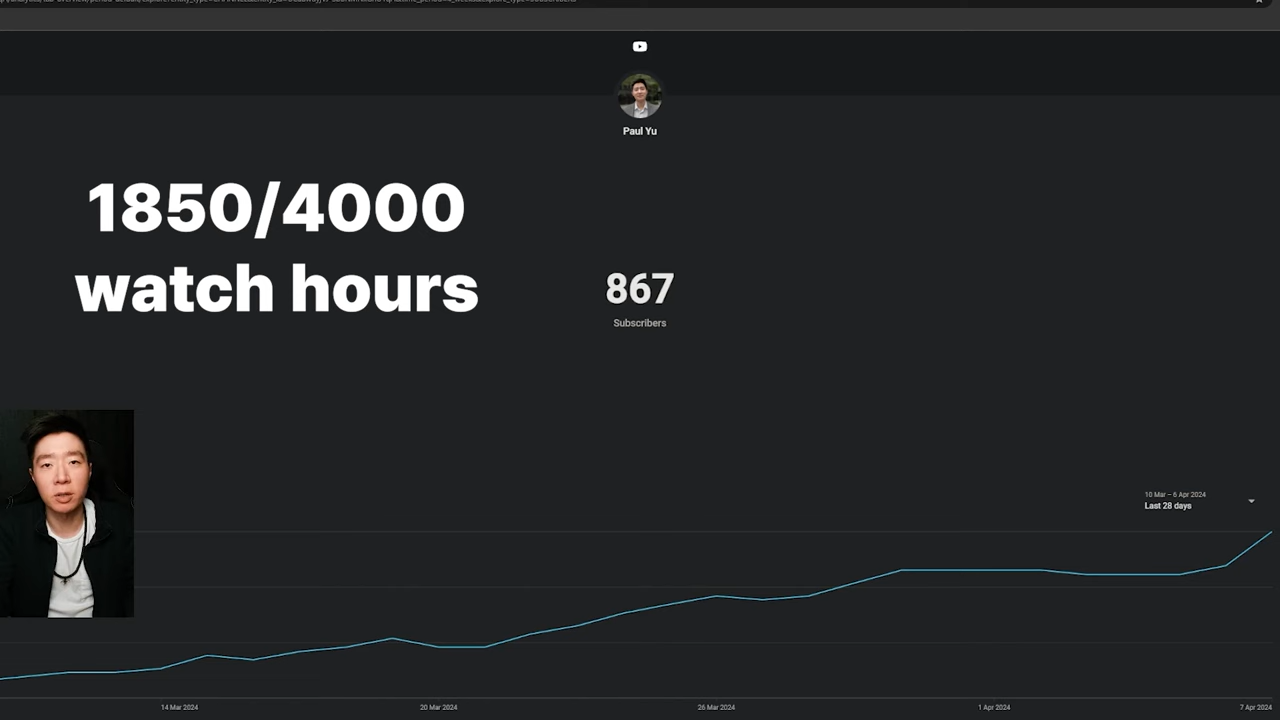 Paul Yu
1850/4000
watch hours
867
Subscribers
10 Mar – 6 Apr 2024
Last 28 days
14 Mar 2024
20 Mar 2024
26 Mar 2024
1 Apr 2024
7 Apr 2024